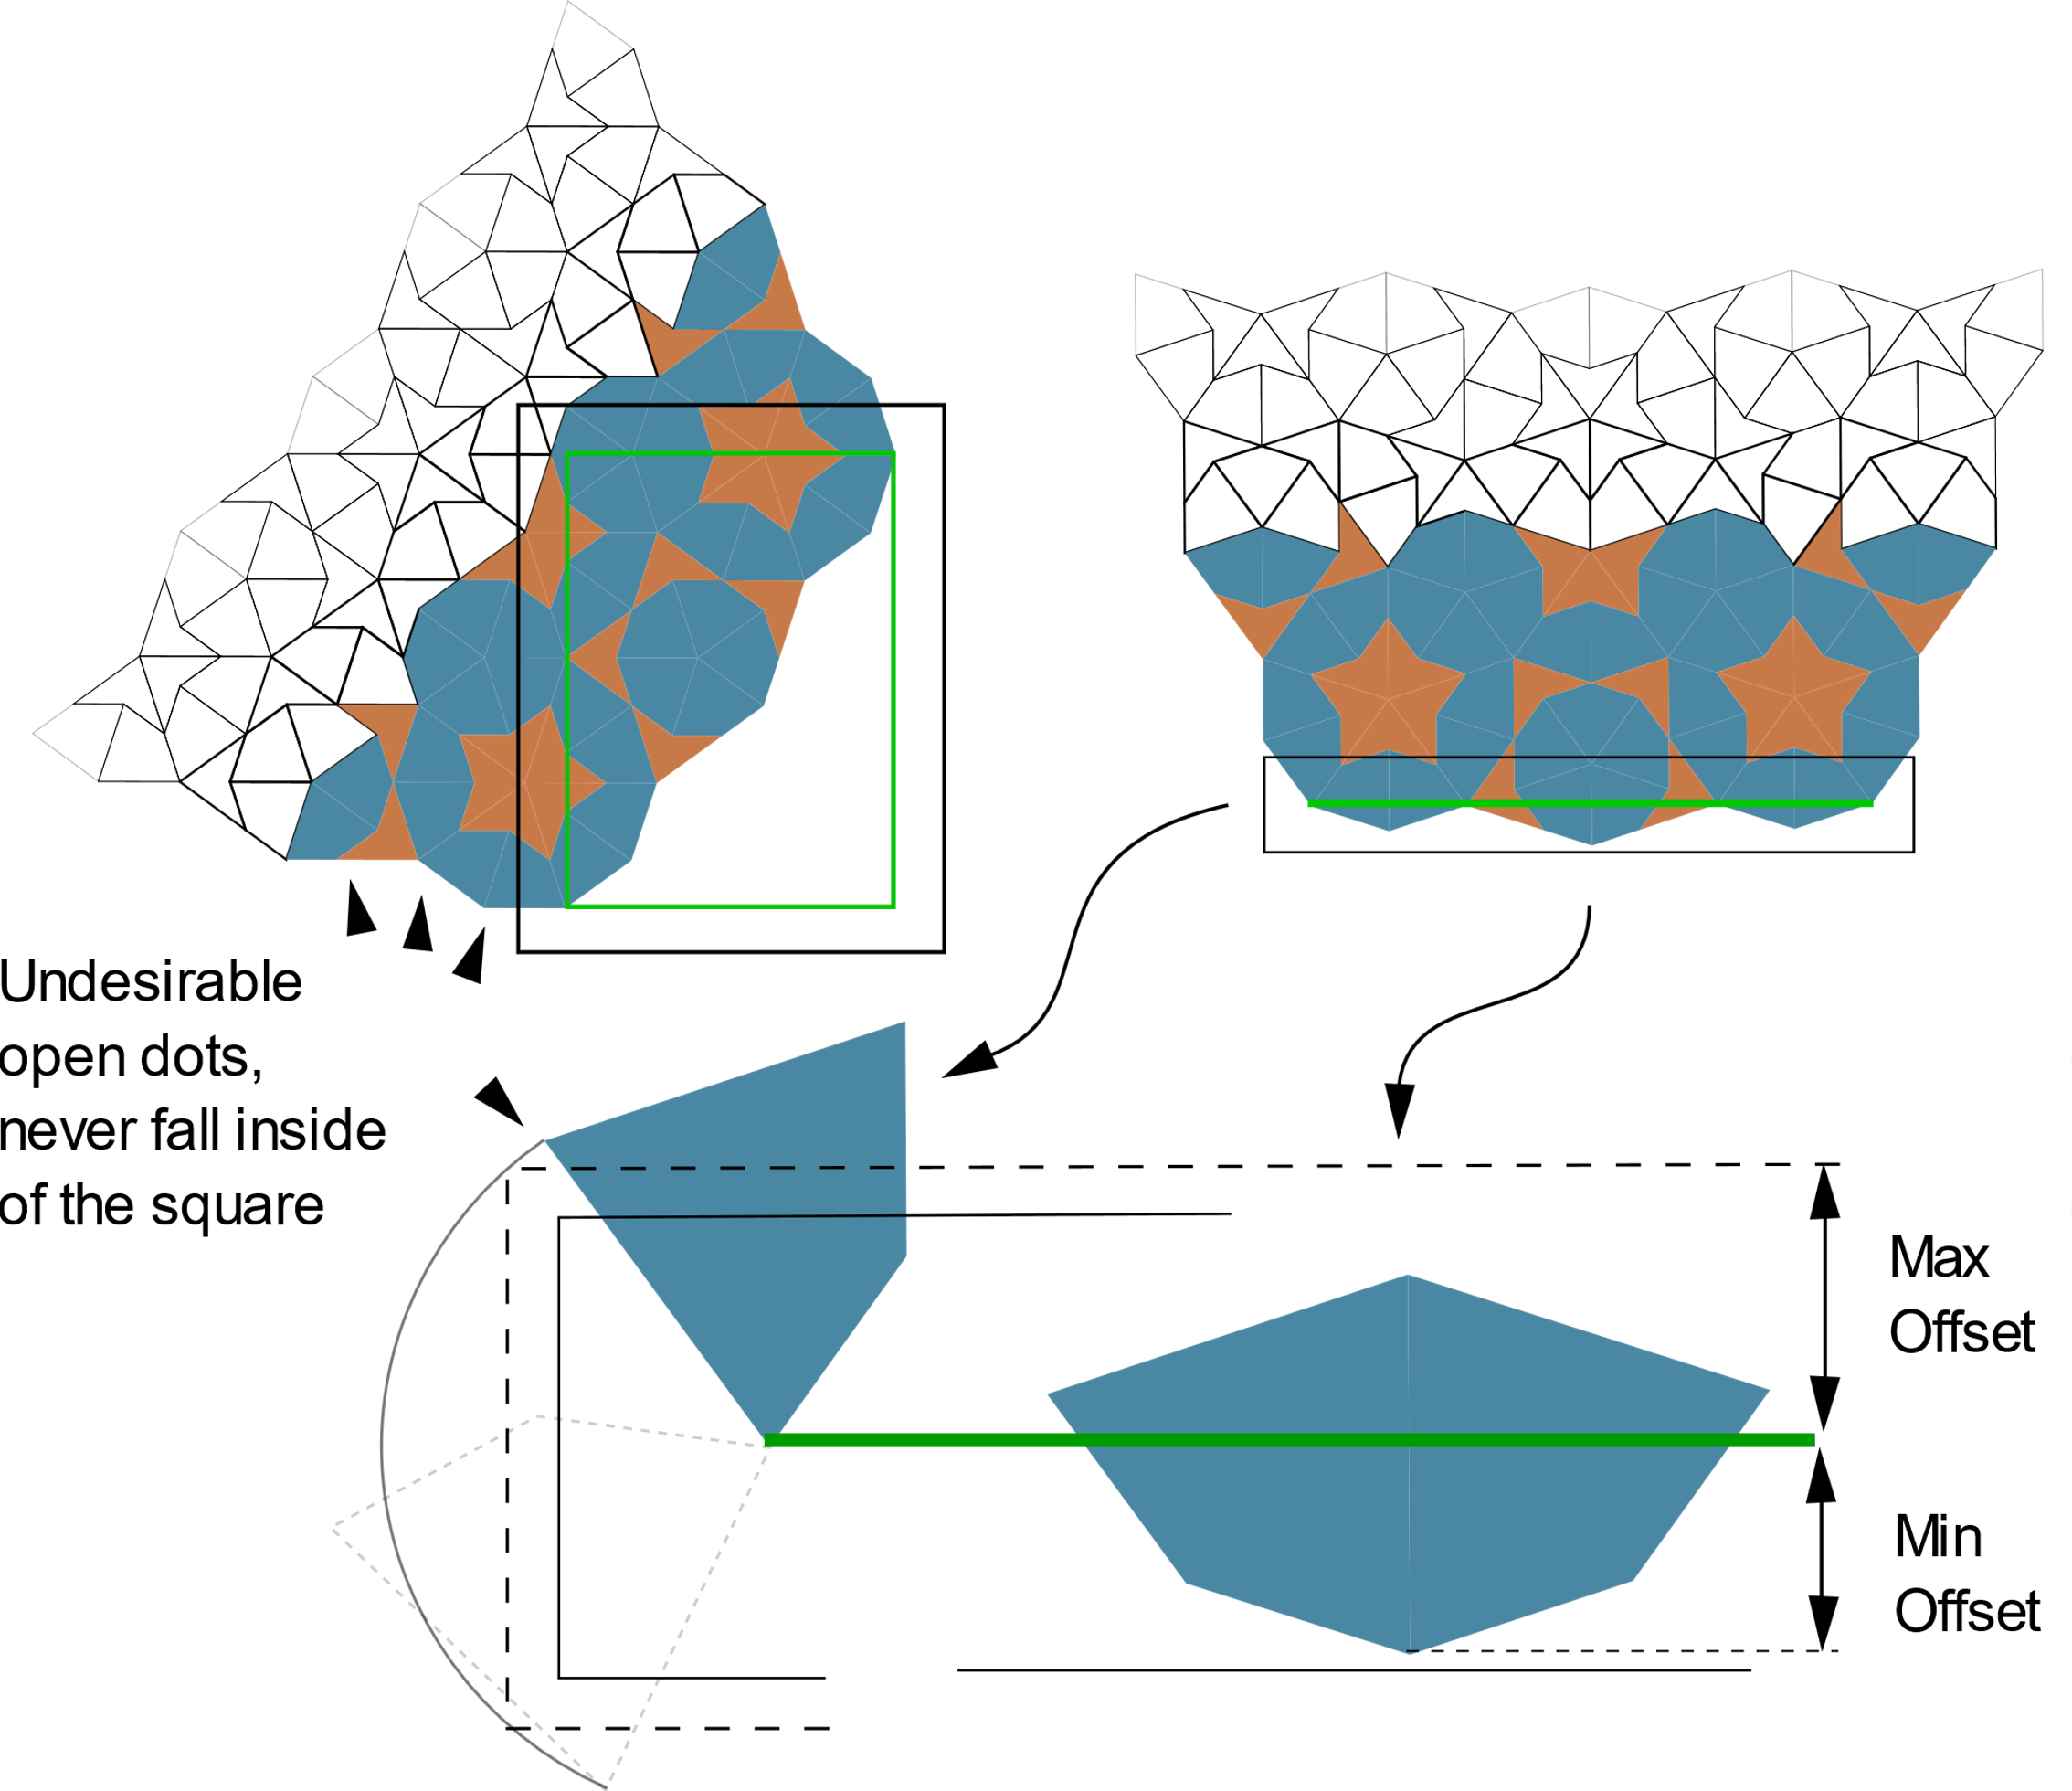 Undesirable
open dots,
never fall inside
of the square
Max
Offset
Min
Offset